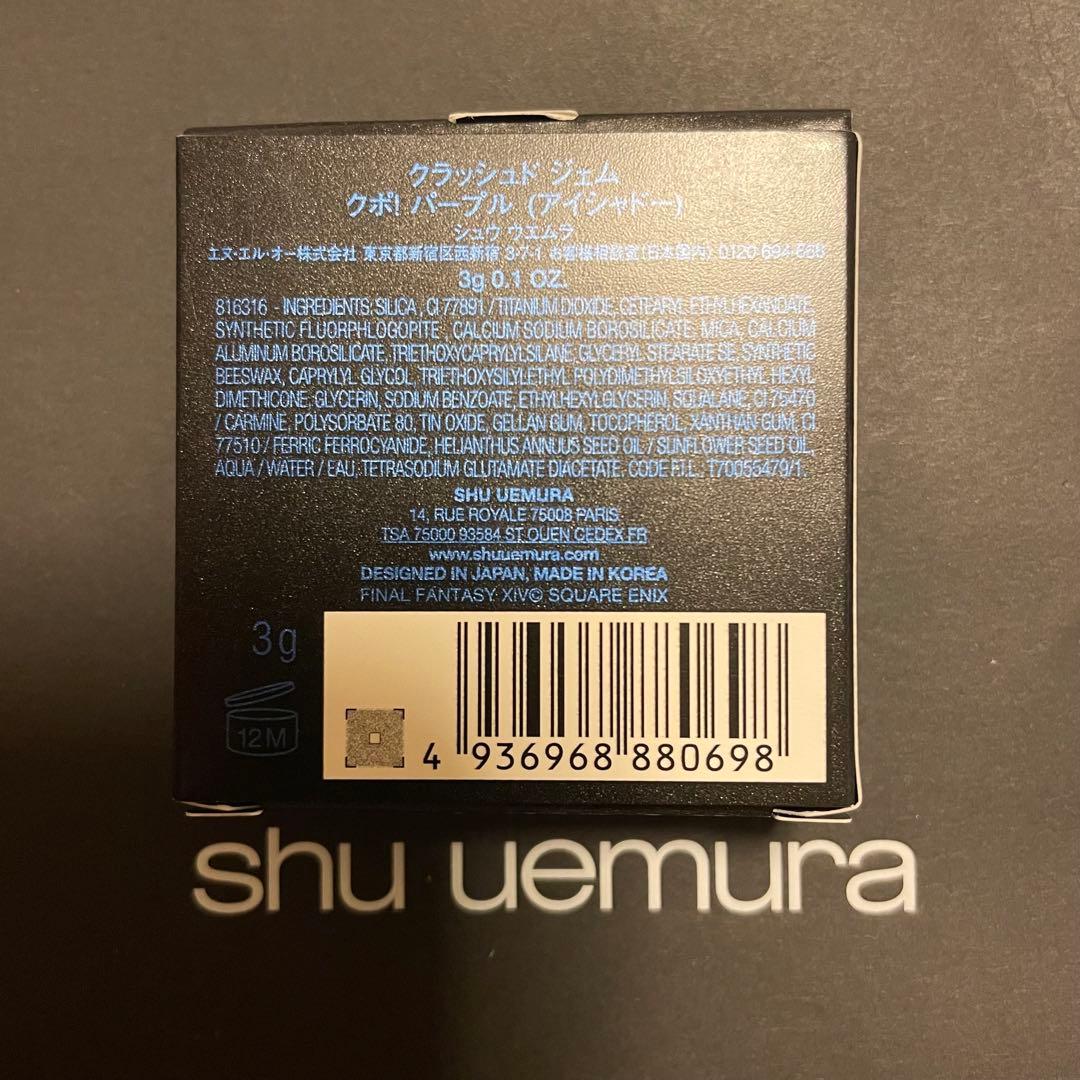 クラッシュド ジェム
クポ! パープル (アイシャドー)
シュウ ウエムラ
エヌ・エル・オー株式会社 東京都新宿区西新宿 3-7-1 お客様相談室(日本国内) 0120-694-666
3g 0.1 OZ.
816316 - INGREDIENTS: SILICA , CI 77891 / TITANIUM DIOXIDE, CETEARYL ETHYLHEXANOATE,
SYNTHETIC FLUORPHLOGOPITE , CALCIUM SODIUM BOROSILICATE, MICA, CALCIUM
ALUMINUM BOROSILICATE, TRIETHOXYCAPRYLYLSILANE, GLYCERYL STEARATE SE, SYNTHETIC
BEESWAX, CAPRYLYL GLYCOL, TRIETHOXYSILYLETHYL POLYDIMETHYLSILOXYETHYL HEXYL
DIMETHICONE, GLYCERIN, SODIUM BENZOATE, ETHYLHEXYLGLYCERIN, SQUALANE, CI 75470
/ CARMINE, POLYSORBATE 80, TIN OXIDE, GELLAN GUM, TOCOPHEROL, XANTHAN GUM, CI
77510 / FERRIC FERROCYANIDE, HELIANTHUS ANNUUS SEED OIL / SUNFLOWER SEED OIL,
AQUA / WATER / EAU, TETRASODIUM GLUTAMATE DIACETATE. CODE F.I.L. T70055479/1.
SHU UEMURA
14, RUE ROYALE 75008 PARIS
TSA 75000 93584 ST OUEN CEDEX FR
www.shuuemura.com
DESIGNED IN JAPAN, MADE IN KOREA
FINAL FANTASY XIV© SQUARE ENIX
3g
12M
4 936968 880698
shu uemura